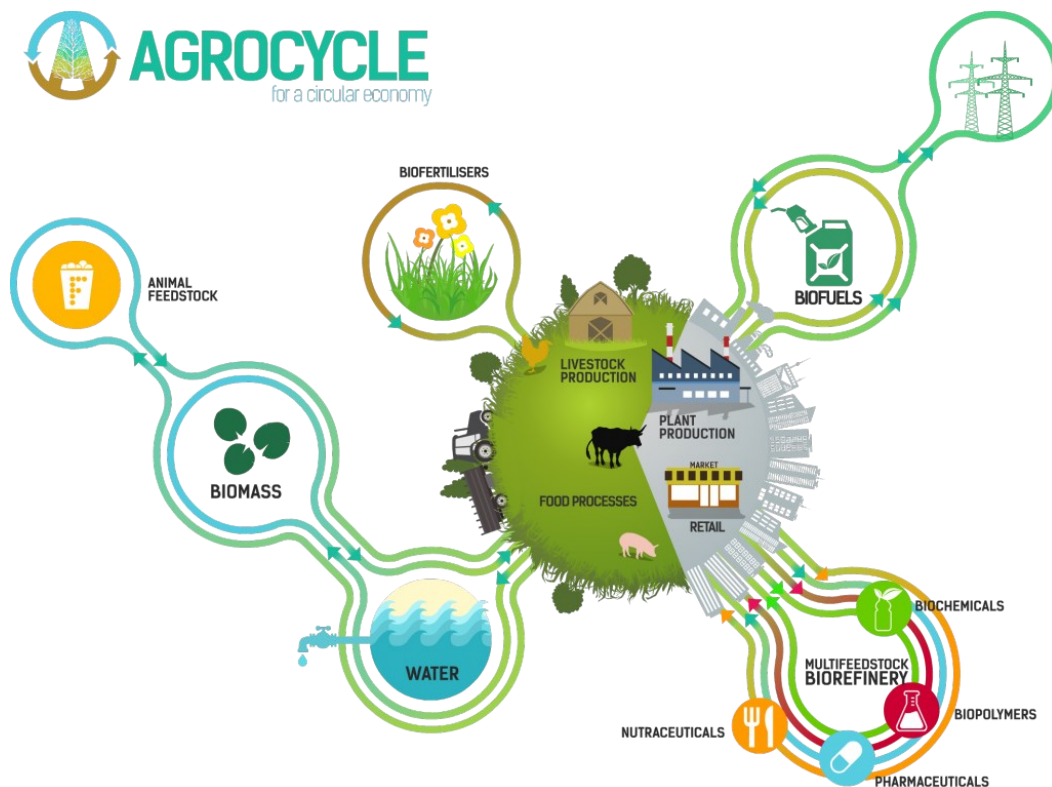 AGROCYCLE
for a circular economy
BIOFERTILISERS
ANIMAL
FEEDSTOCK
BIOFUELS
LIVESTOCK
PRODUCTION
PLANT
PRODUCTION
BIOMASS
MARKET
FOOD PROCESSES
RETAIL
WATER
BIOCHEMICALS
MULTIFEEDSTOCK
BIOREFINERY
BIOPOLYMERS
NUTRACEUTICALS
PHARMACEUTICALS